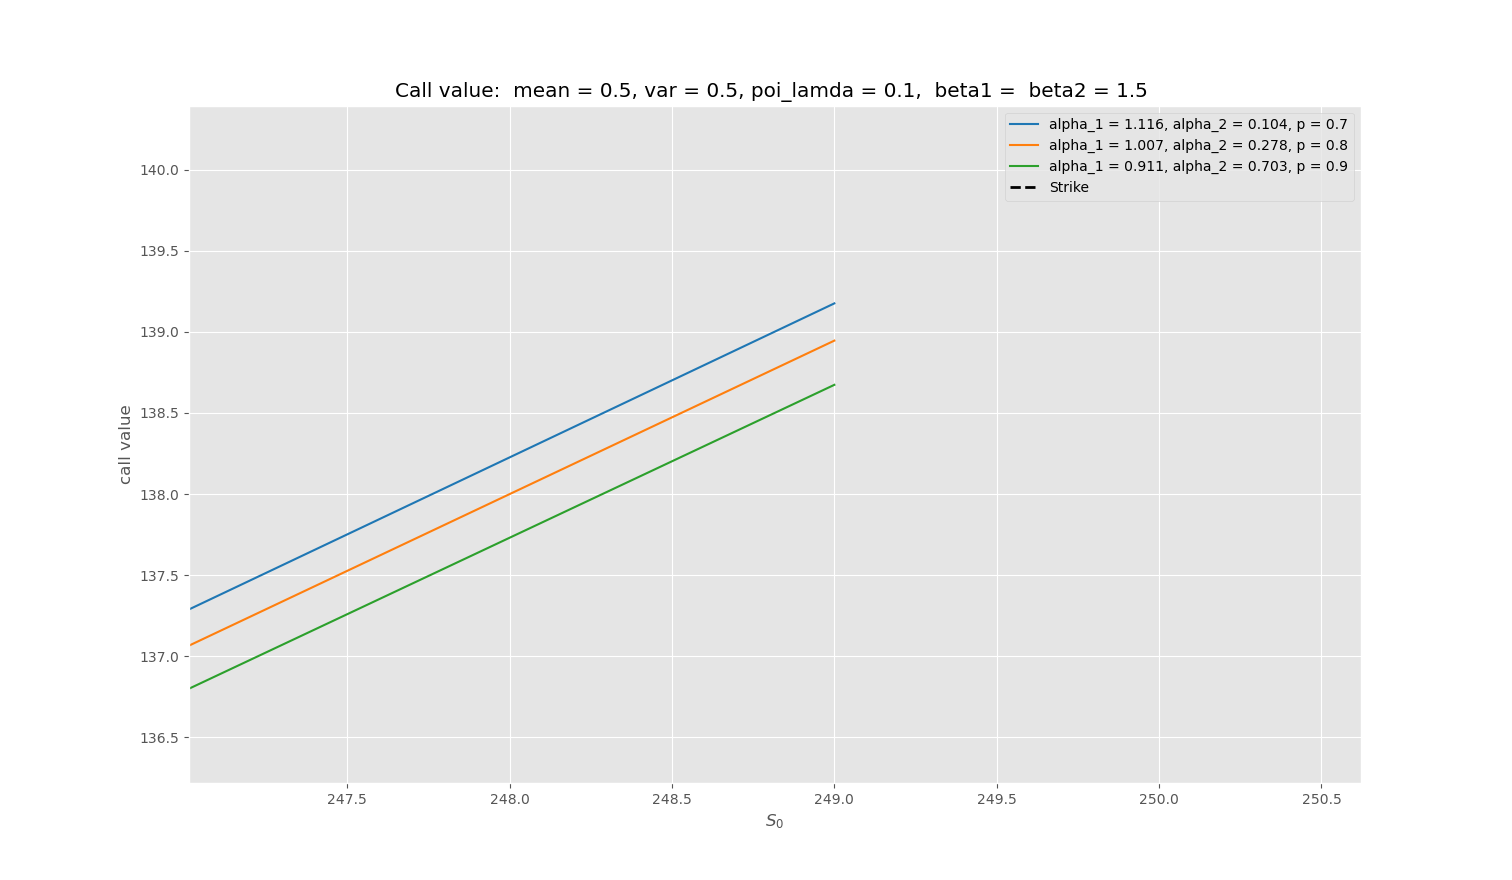 Call value:  mean = 0.5, var = 0.5, poi_lamda = 0.1,  beta1 =  beta2 = 1.5
alpha_1 = 1.116, alpha_2 = 0.104, p = 0.7
alpha_1 = 1.007, alpha_2 = 0.278, p = 0.8
alpha_1 = 0.911, alpha_2 = 0.703, p = 0.9
Strike
140.0
139.5
139.0
138.5
138.0
137.5
137.0
136.5
call value
247.5 248.0 248.5 249.0 249.5 250.0 250.5
S_0